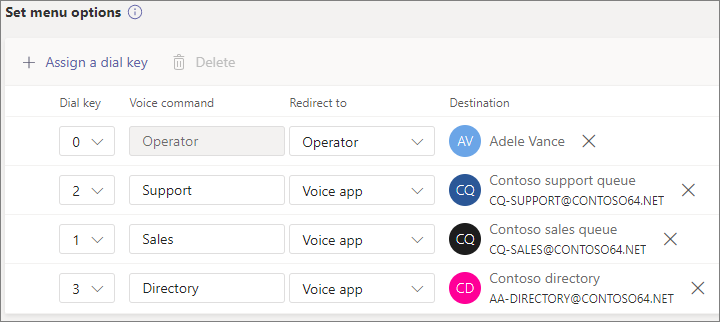 Set menu options
Assign a dial key Delete
Dial key Voice command Redirect to Destination
0 Operator Operator AV Adele Vance
2 Support Voice app CQ Contoso support queue
CQ-SUPPORT@CONTOSO64.NET
1 Sales Voice app CQ Contoso sales queue
CQ-SALES@CONTOSO64.NET
3 Directory Voice app CD Contoso directory
AA-DIRECTORY@CONTOSO64.NET